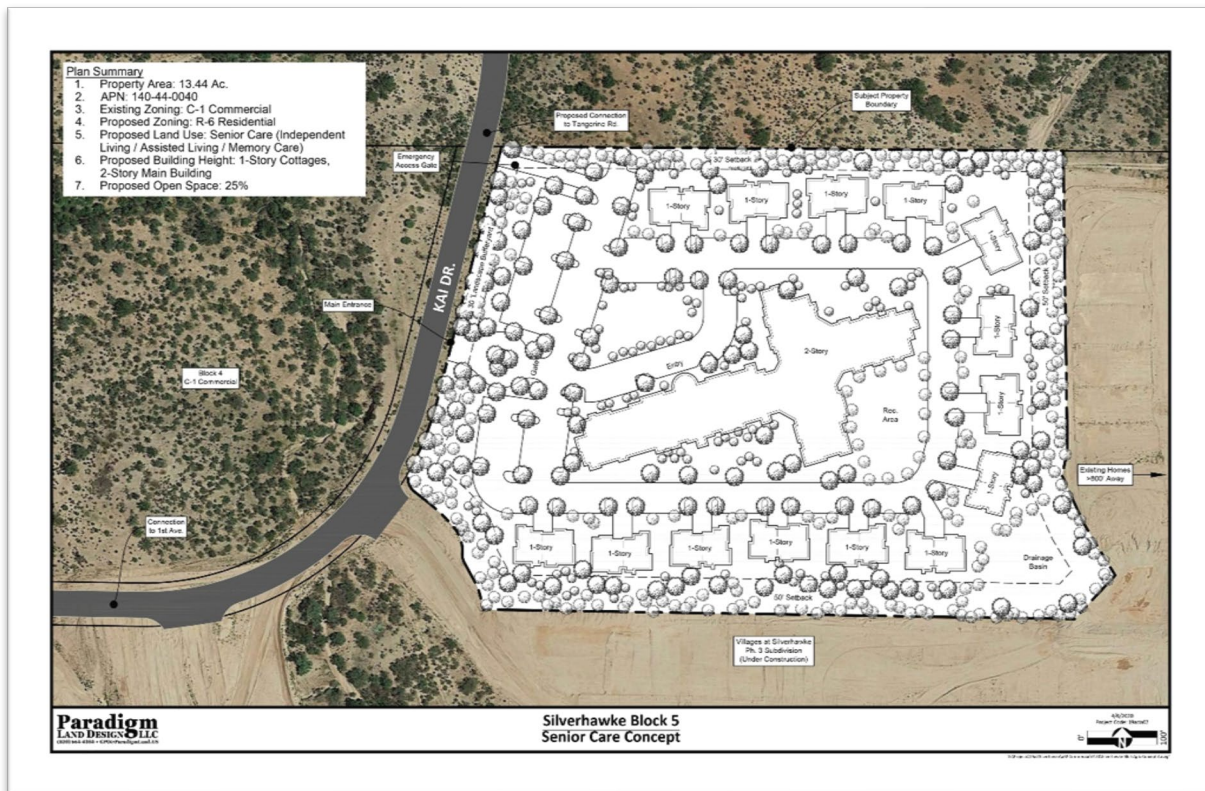 Plan Summary
1. Property Area: 13.44 Ac.
2. APN: 140-44-0040
3. Existing Zoning: C-1 Commercial
4. Proposed Zoning: R-6 Residential
5. Proposed Land Use: Senior Care (Independent
Living / Assisted Living / Memory Care)
6. Proposed Building Height: 1-Story Cottages,
2-Story Main Building
7. Proposed Open Space: 25%
Subject Property
Boundary
Proposed Connection
to Tangerine Rd.
Emergency
Access Gate
30' Setback
1-Story
1-Story
1-Story
1-Story
1-Story
30' Landscape Bufferyard
50' Setback
KAI DR.
Main Entrance
1-Story
2-Story
Gate
Entry
Block 4
C-1 Commercial
1-Story
Rec.
Area
Existing Homes
>800' Away
1-Story
Connection
to 1st Ave.
1-Story
1-Story
1-Story
1-Story
1-Story
1-Story
Drainage
Basin
50' Setback
Villages at Silverhawke
Ph. 3 Subdivision
(Under Construction)
Paradigm
LAND DESIGN LLC
Silverhawke Block 5
Senior Care Concept
0'
N
100'